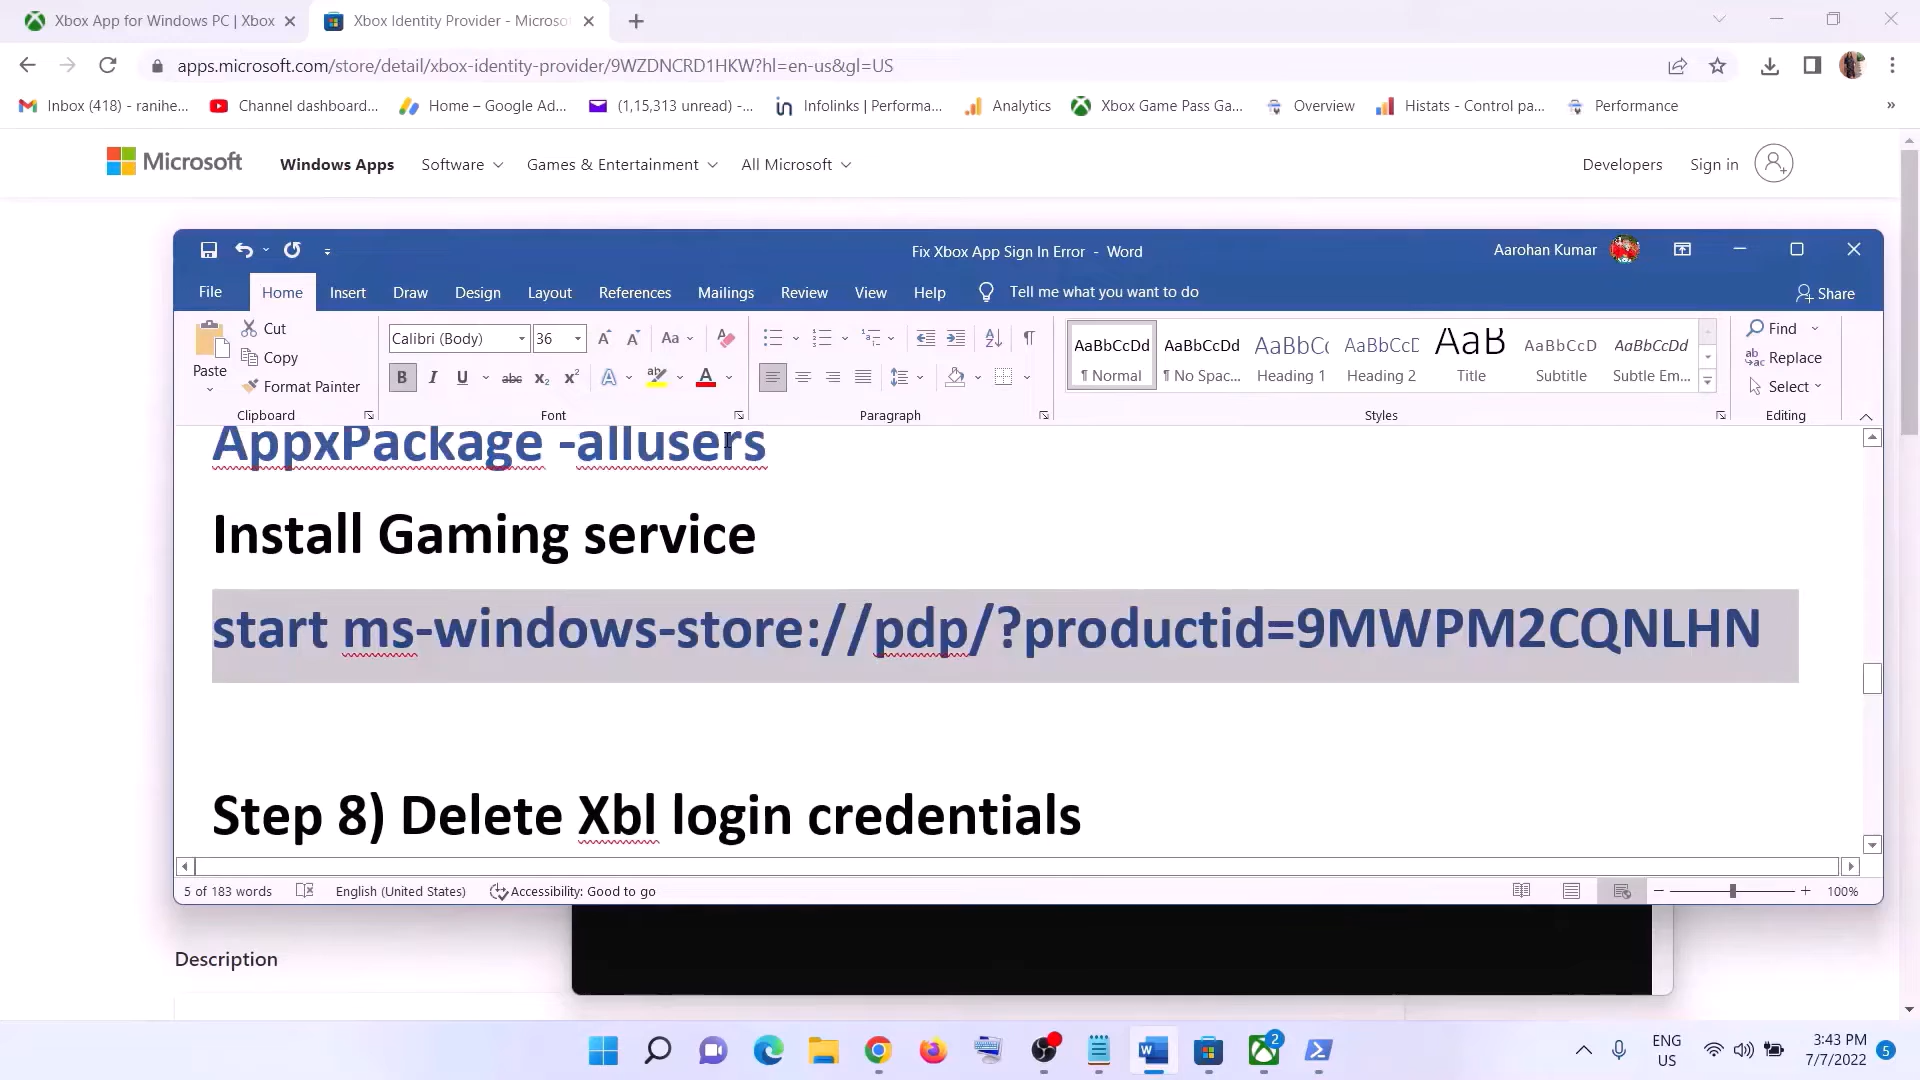 Xbox App for Windows PC | Xbox
Xbox Identity Provider - Microso
apps.microsoft.com/store/detail/xbox-identity-provider/9WZDNCRD1HKW?hl=en-us&gl=US
Inbox (418) - ranihe...
Channel dashboard...
Home – Google Ad...
(1,15,313 unread) -...
Infolinks | Performa...
Analytics
Xbox Game Pass Ga...
Overview
Histats - Control pa...
Performance
»
Microsoft
Windows Apps
Software
Games & Entertainment
All Microsoft
Developers
Sign in
Fix Xbox App Sign In Error - Word
Aarohan Kumar
File
Home
Insert
Draw
Design
Layout
References
Mailings
Review
View
Help
Tell me what you want to do
Share
Paste
Cut
Copy
Format Painter
Clipboard
Calibri (Body)
36
Aa
B I U abc x₂ x²
Font
Paragraph
AaBbCcDd
¶ Normal
AaBbCcDd
¶ No Spac...
AaBbCc
Heading 1
AaBbCcD
Heading 2
AaB
Title
AaBbCcD
Subtitle
AaBbCcDd
Subtle Em...
Styles
Find
Replace
Select
Editing
AppxPackage -allusers
Install Gaming service
start ms-windows-store://pdp/?productid=9MWPM2CQNLHN
Step 8) Delete Xbl login credentials
5 of 183 words
English (United States)
Accessibility: Good to go
100%
Description
2
ENG
US
3:43 PM
7/7/2022
5